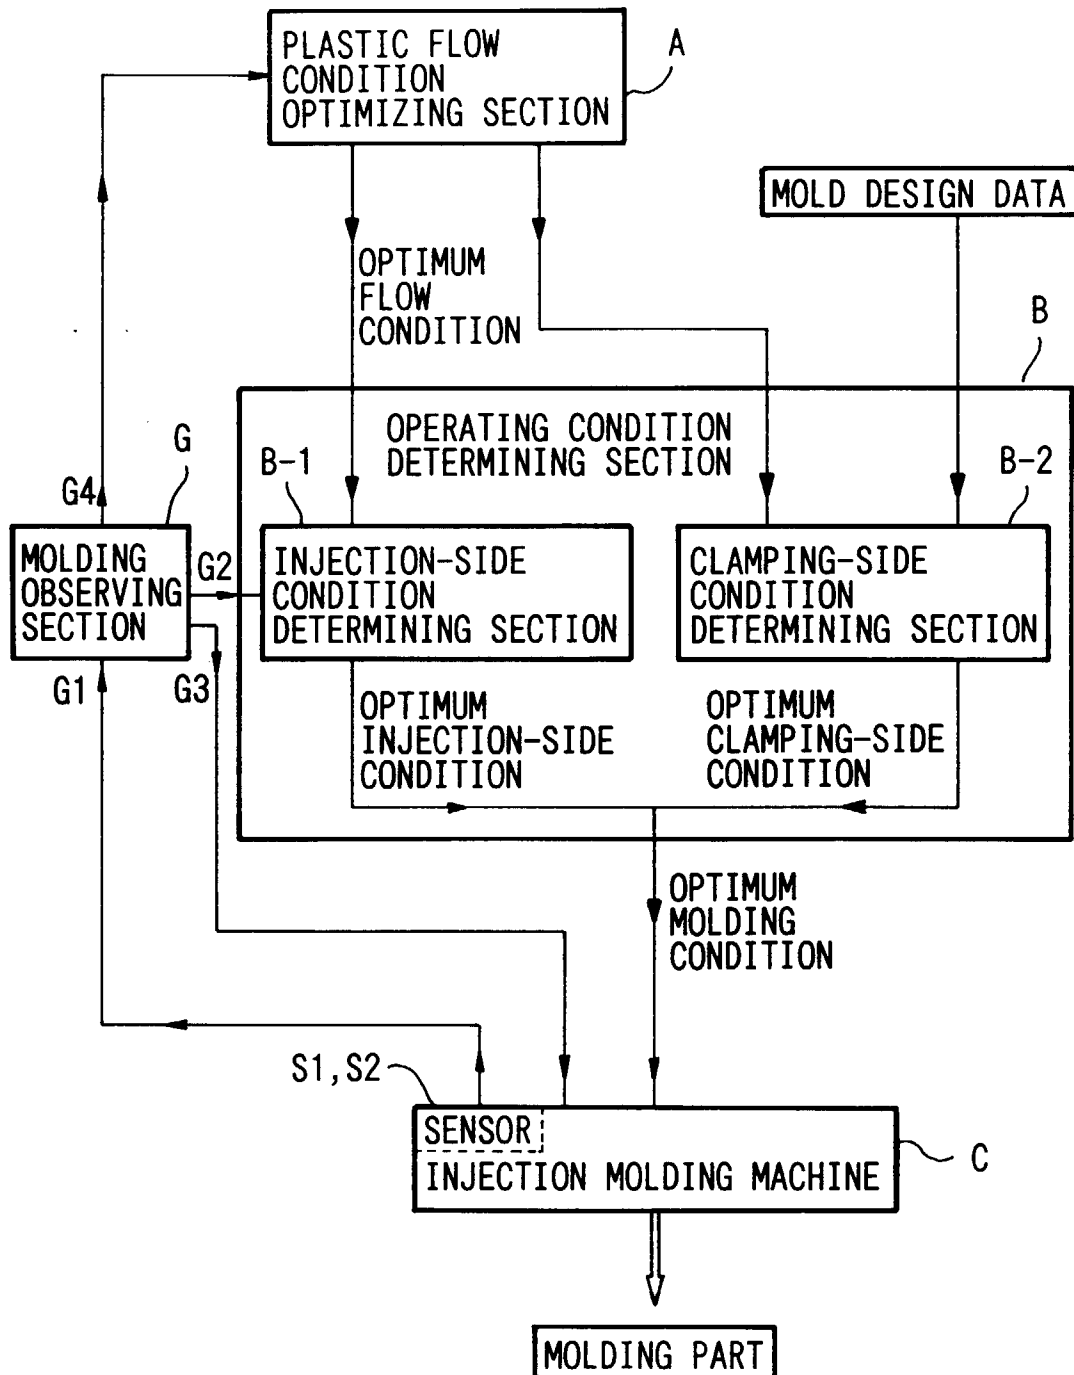 PLASTIC FLOW
CONDITION
OPTIMIZING SECTION
A
MOLD DESIGN DATA
OPTIMUM
FLOW
CONDITION
B
OPERATING CONDITION
DETERMINING SECTION
G
B-1
B-2
G4
MOLDING
OBSERVING
SECTION
G2
INJECTION-SIDE
CONDITION
DETERMINING SECTION
CLAMPING-SIDE
CONDITION
DETERMINING SECTION
G1
G3
OPTIMUM
INJECTION-SIDE
CONDITION
OPTIMUM
CLAMPING-SIDE
CONDITION
OPTIMUM
MOLDING
CONDITION
S1,S2
SENSOR
INJECTION MOLDING MACHINE
C
MOLDING PART